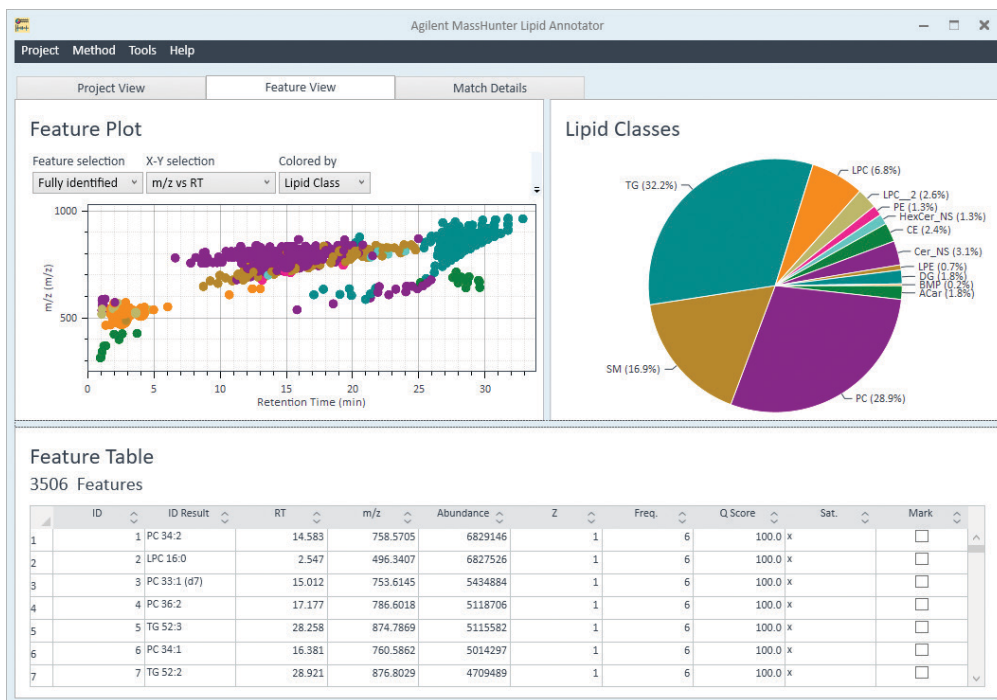 Agilent MassHunter Lipid Annotator
Project Method Tools Help
Project View Feature View Match Details
Feature Plot
Feature selection X-Y selection Colored by
Fully identified m/z vs RT Lipid Class
1000
500
m/z (m/z)
0 5 10 15 20 25 30
Retention Time (min)
Lipid Classes
TG (32.2%)
LPC (6.8%)
LPC__2 (2.6%)
PE (1.3%)
HexCer_NS (1.3%)
CE (2.4%)
Cer_NS (3.1%)
LPE (0.7%)
DG (1.8%)
BMP (0.2%)
ACar (1.8%)
SM (16.9%)
PC (28.9%)
Feature Table
3506 Features
ID ID Result RT m/z Abundance Z Freq. Q Score Sat. Mark
1 1 PC 34:2 14.583 758.5705 6829146 1 6 100.0 x
2 2 LPC 16:0 2.547 496.3407 6827526 1 6 100.0 x
3 3 PC 33:1 (d7) 15.012 753.6145 5434884 1 6 100.0 x
4 4 PC 36:2 17.177 786.6018 5118706 1 6 100.0 x
5 5 TG 52:3 28.258 874.7869 5115582 1 6 100.0 x
6 6 PC 34:1 16.381 760.5862 5014297 1 6 100.0 x
7 7 TG 52:2 28.921 876.8029 4709489 1 6 100.0 x